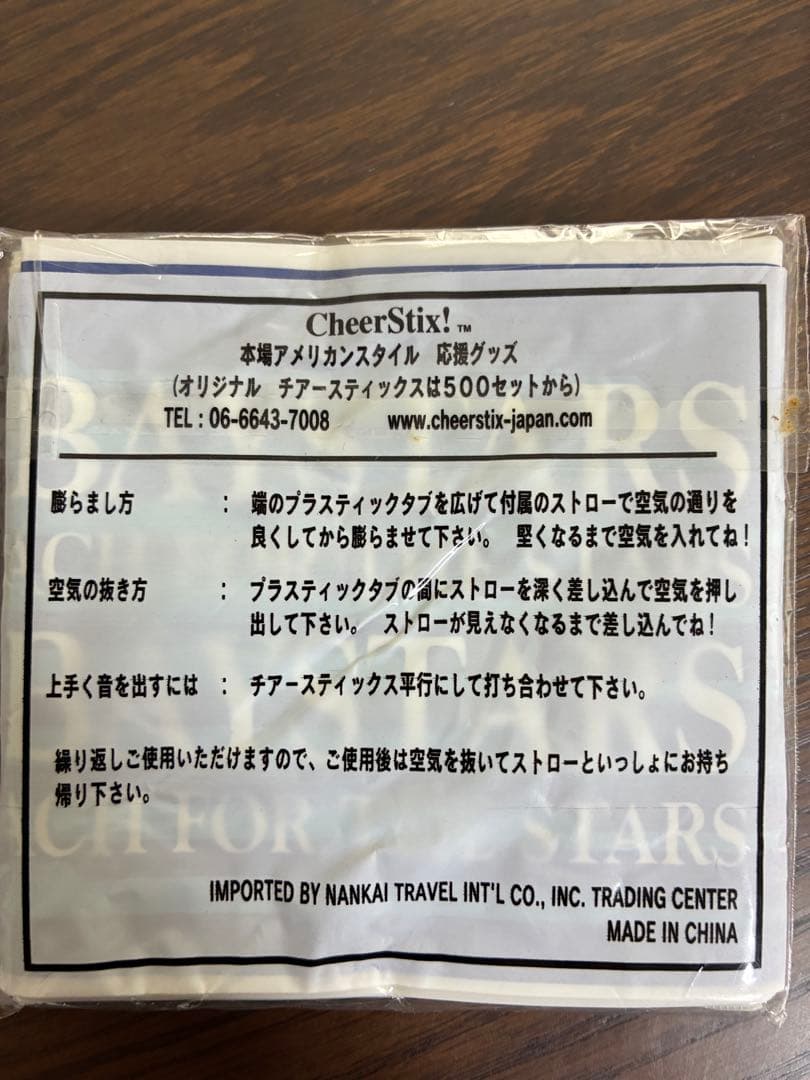 CheerStix!™
本場アメリカンスタイル 応援グッズ
(オリジナル チアースティックスは500セットから)
TEL : 06-6643-7008 www.cheerstix-japan.com
膨らまし方 : 端のプラスティックタブを広げて付属のストローで空気の通りを
良くしてから膨らませて下さい。 堅くなるまで空気を入れてね!
空気の抜き方 : プラスティックタブの間にストローを深く差し込んで空気を押し
出して下さい。 ストローが見えなくなるまで差し込んでね!
上手く音を出すには : チアースティックス平行にして打ち合わせて下さい。
繰り返しご使用いただけますので、ご使用後は空気を抜いてストローといっしょにお持ち
帰り下さい。
CH FOR THE STARS
IMPORTED BY NANKAI TRAVEL INT'L CO., INC. TRADING CENTER
MADE IN CHINA